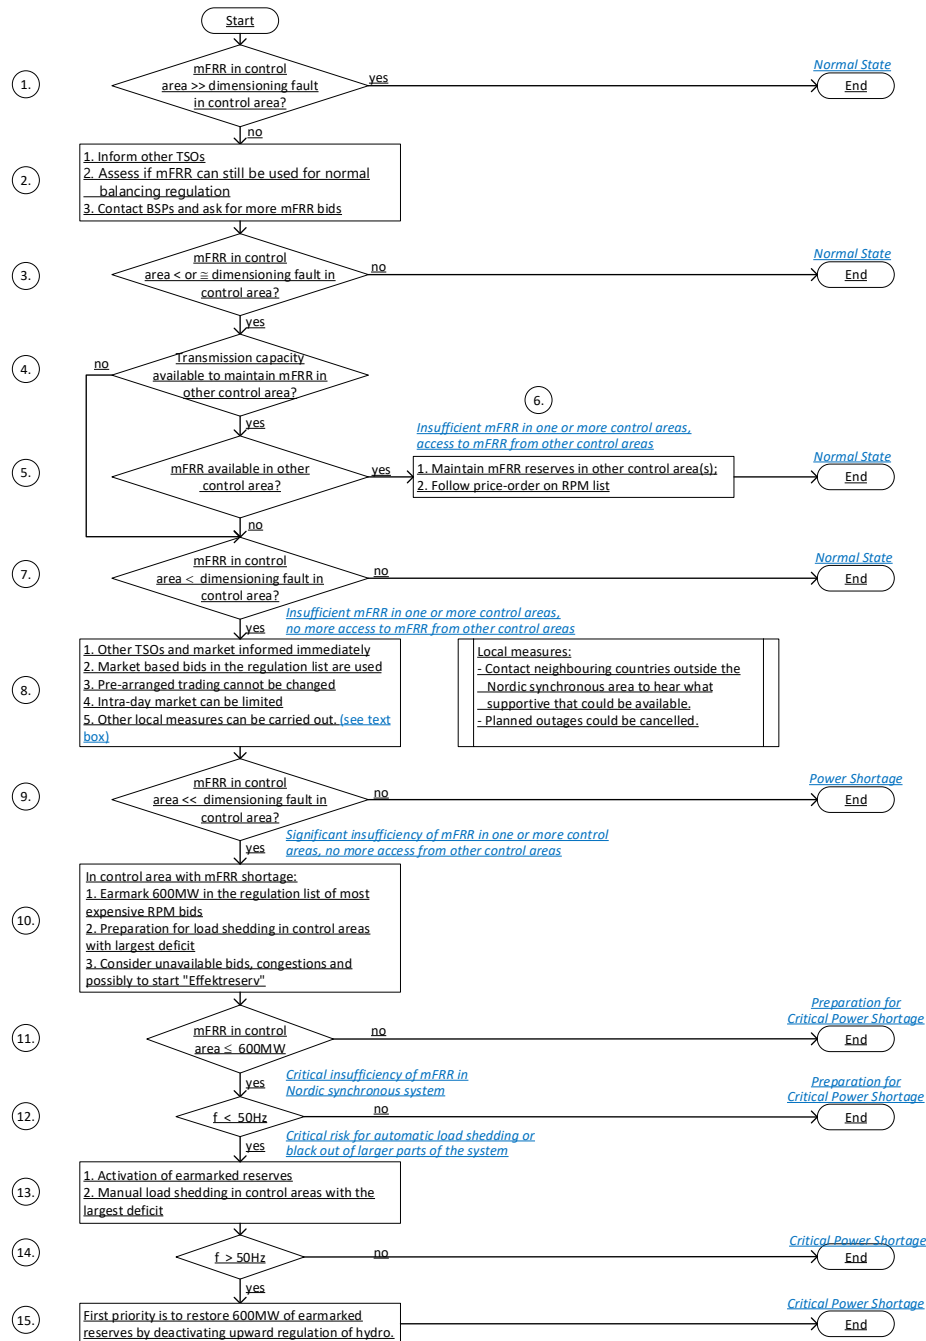 Start
1.
mFRR in control
area >> dimensioning fault
in control area?
yes
Normal State
End
no
2.
1. Inform other TSOs
2. Assess if mFRR can still be used for normal
balancing regulation
3. Contact BSPs and ask for more mFRR bids
3.
mFRR in control
area < or ≅ dimensioning fault in
control area?
no
Normal State
End
yes
4.
no
Transmission capacity
available to maintain mFRR in
other control area?
yes
6.
Insufficient mFRR in one or more control areas,
access to mFRR from other control areas
5.
mFRR available in other
control area?
yes
1. Maintain mFRR reserves in other control area(s);
2. Follow price-order on RPM list
Normal State
End
no
7.
mFRR in control
area < dimensioning fault in
control area?
no
Normal State
End
yes
Insufficient mFRR in one or more control areas,
no more access to mFRR from other control areas
8.
1. Other TSOs and market informed immediately
2. Market based bids in the regulation list are used
3. Pre-arranged trading cannot be changed
4. Intra-day market can be limited
5. Other local measures can be carried out. (see text
box)
Local measures:
- Contact neighbouring countries outside the
Nordic synchronous area to hear what
supportive that could be available.
- Planned outages could be cancelled.
9.
mFRR in control
area << dimensioning fault in
control area?
no
Power Shortage
End
yes
Significant insufficiency of mFRR in one or more control
areas, no more access from other control areas
10.
In control area with mFRR shortage:
1. Earmark 600MW in the regulation list of most
expensive RPM bids
2. Preparation for load shedding in control areas
with largest deficit
3. Consider unavailable bids, congestions and
possibly to start "Effektreserv"
11.
mFRR in control
area ≤ 600MW
no
Preparation for
Critical Power Shortage
End
yes
Critical insufficiency of mFRR in
Nordic synchronous system
12.
f < 50Hz
no
Preparation for
Critical Power Shortage
End
yes
Critical risk for automatic load shedding or
black out of larger parts of the system
13.
1. Activation of earmarked reserves
2. Manual load shedding in control areas with the
largest deficit
14.
f > 50Hz
no
Critical Power Shortage
End
yes
15.
First priority is to restore 600MW of earmarked
reserves by deactivating upward regulation of hydro.
Critical Power Shortage
End